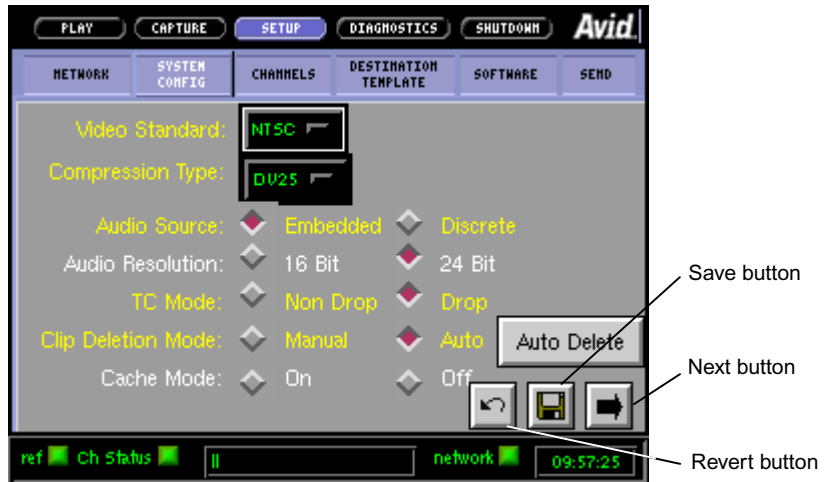 PLAY CAPTURE SETUP DIAGNOSTICS SHUTDOWN Avid
NETWORK SYSTEM CONFIG CHANNELS DESTINATION TEMPLATE SOFTWARE SEND
Video Standard: NTSC
Compression Type: DV25
Audio Source: Embedded Discrete
Audio Resolution: 16 Bit 24 Bit
TC Mode: Non Drop Drop
Clip Deletion Mode: Manual Auto Auto Delete
Cache Mode: On Off
Save button
Next button
Revert button
ref Ch Status network 09:57:25